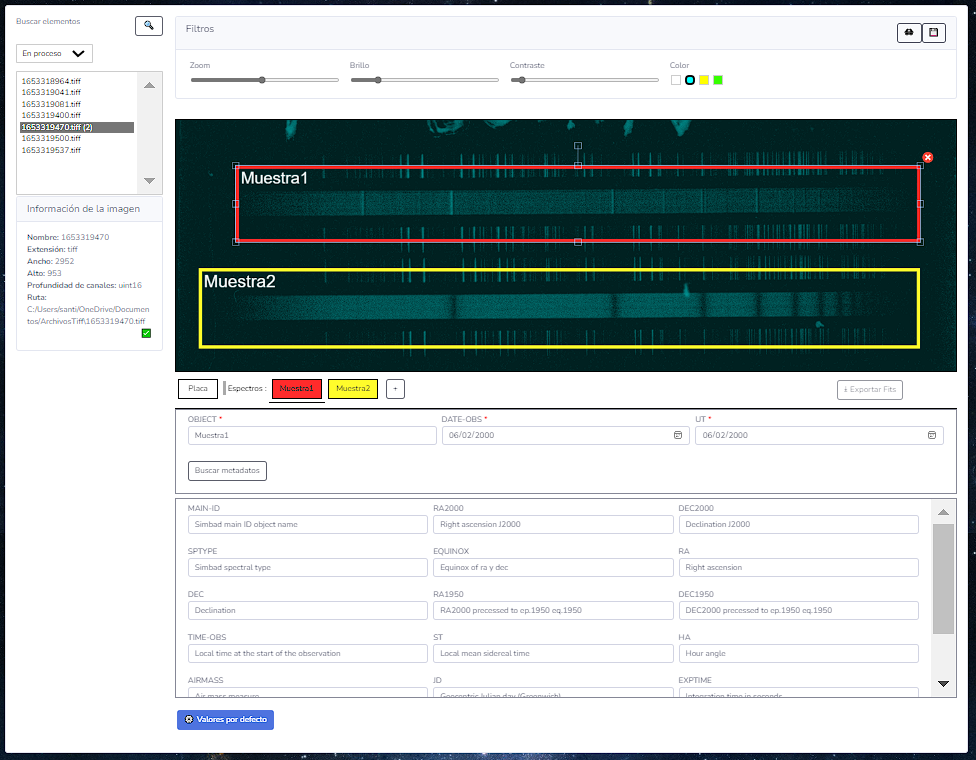 Buscar elementos
En proceso
1653318964.tiff
1653319041.tiff
1653319081.tiff
1653319400.tiff
1653319470.tiff (2)
1653319500.tiff
1653319537.tiff
Información de la imagen
Nombre: 1653319470
Extensión: tiff
Ancho: 2952
Alto: 953
Profundidad de canales: uint16
Ruta:
C:/Users/santi/OneDrive/Documen
tos/ArchivosTiff\1653319470.tiff
Filtros
Zoom Brillo Contraste Color
Muestra1
Muestra2
Placa Espectros : Muestra1 Muestra2 + Exportar Fits
OBJECT * DATE-OBS * UT *
Muestra1 06/02/2000 06/02/2000
Buscar metadatos
MAIN-ID RA2000 DEC2000
Simbad main ID object name Right ascension J2000 Declination J2000
SPTYPE EQUINOX RA
Simbad spectral type Equinox of ra y dec Right ascension
DEC RA1950 DEC1950
Declination RA2000 precessed to ep.1950 eq.1950 DEC2000 precessed to ep.1950 eq.1950
TIME-OBS ST HA
Local time at the start of the observation Local mean sidereal time Hour angle
AIRMASS JD EXPTIME
Air mass measure Geocentric Julian day (Greenwich) Integration time in seconds
Valores por defecto